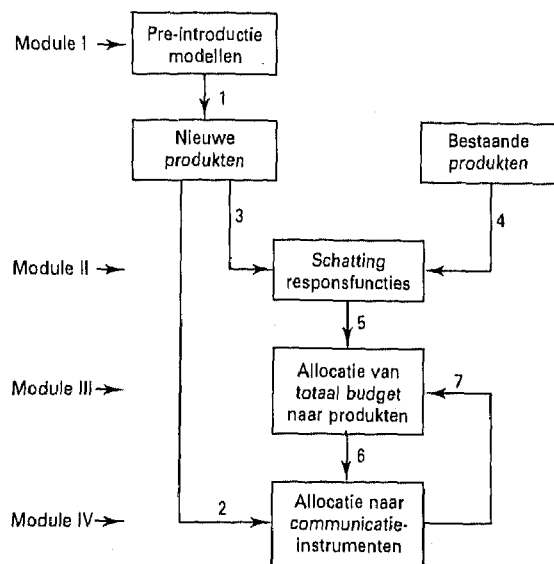 Module 1
Pre-introductie
modellen
1
Nieuwe
produkten
Bestaande
produkten
3
4
Module II
Schatting
responsfuncties
5
Module III
Allocatie van
totaal budget
naar produkten
7
6
Module IV
2
Allocatie naar
communicatie-
instrumenten